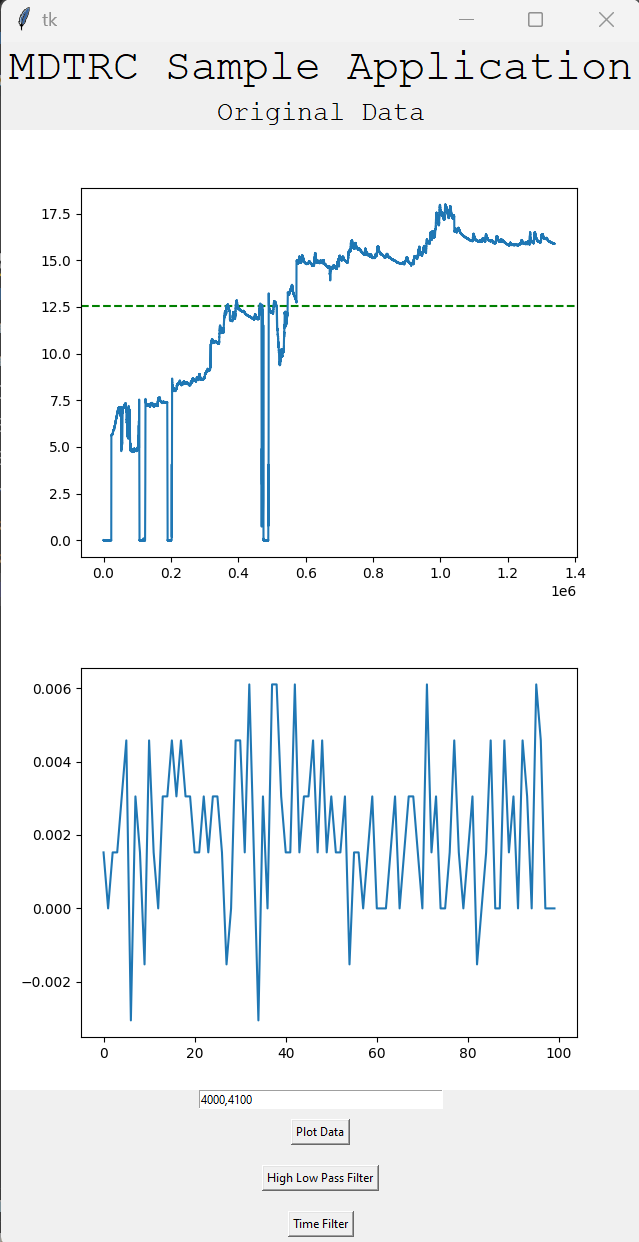 tk
MDTRC Sample Application
Original Data
17.5
15.0
12.5
10.0
7.5
5.0
2.5
0.0
0.0 0.2 0.4 0.6 0.8 1.0 1.2 1.4
1e6
0.006
0.004
0.002
0.000
−0.002
0 20 40 60 80 100
4000,4100
Plot Data
High Low Pass Filter
Time Filter